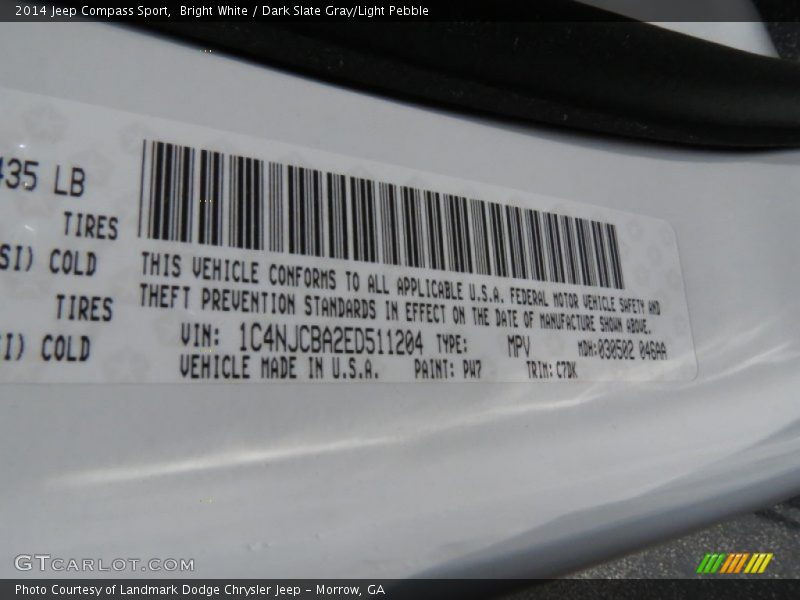 2014 Jeep Compass Sport,  Bright White / Dark Slate Gray/Light Pebble
435 LB
TIRES
SI) COLD
TIRES
I) COLD
THIS VEHICLE CONFORMS TO ALL APPLICABLE U.S.A. FEDERAL MOTOR VEHICLE SAFETY AND
THEFT PREVENTION STANDARDS IN EFFECT ON THE DATE OF MANUFACTURE SHOWN ABOVE.
VIN: 1C4NJCBA2ED511204 TYPE: MPV MDH:030502 046AA
VEHICLE MADE IN U.S.A. PAINT: PW7 TRIM: C7DK
GTCARLOT.COM
Photo Courtesy of Landmark Dodge Chrysler Jeep – Morrow, GA